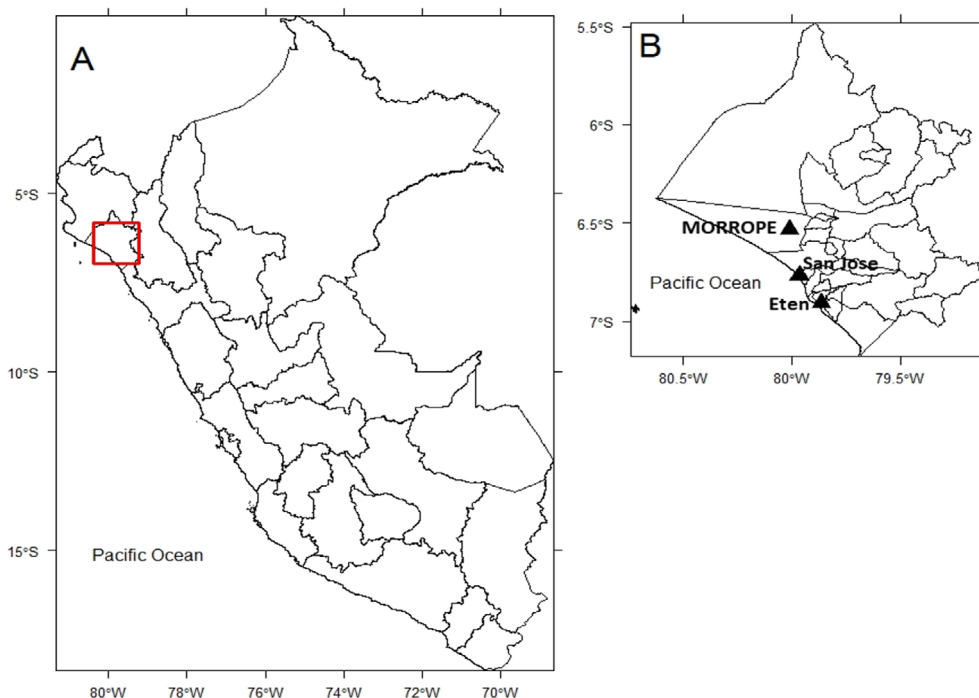 A
5°S
10°S
15°S
Pacific Ocean
80°W 78°W 76°W 74°W 72°W 70°W
B
5.5°S
6°S
6.5°S
7°S
MORROPE
San Jose
Pacific Ocean
Eten
80.5°W 80°W 79.5°W